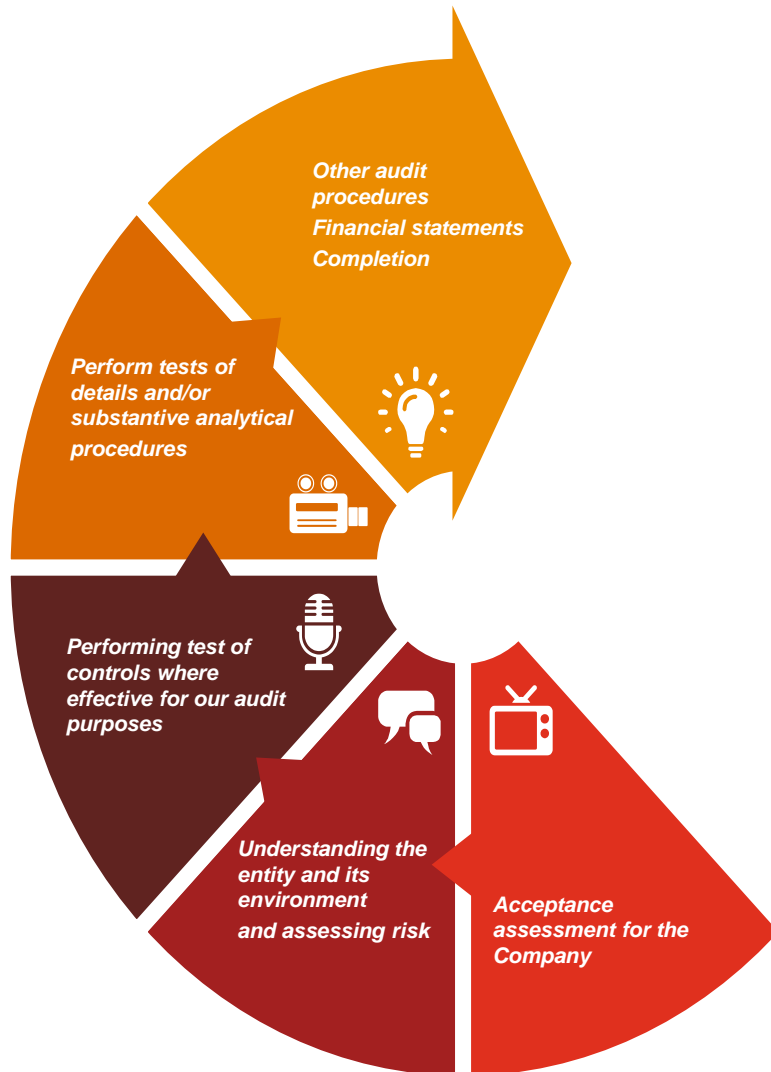 Other audit
procedures
Financial statements
Completion
Perform tests of
details and/or
substantive analytical
procedures
Performing test of
controls where
effective for our audit
purposes
Understanding the
entity and its
environment
and assessing risk
Acceptance
assessment for the
Company